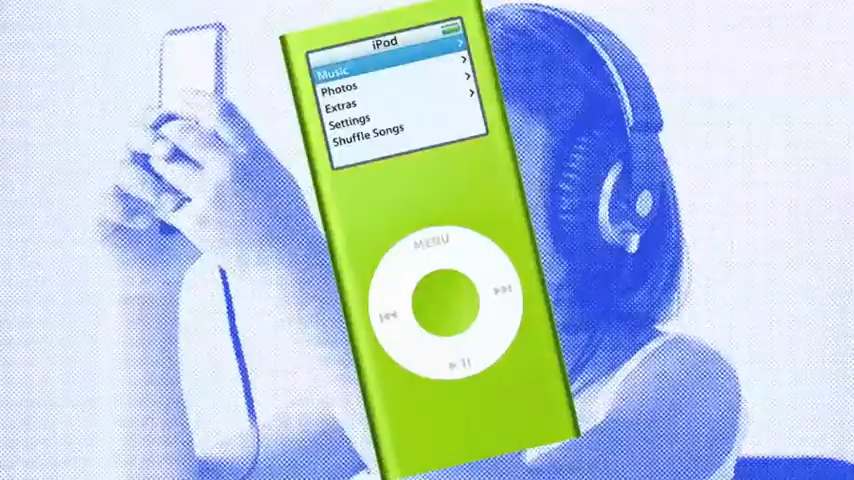 iPod
Music
Photos
Extras
Settings
Shuffle Songs
MENU